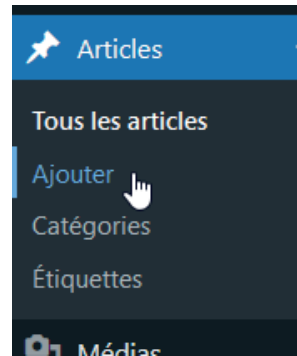 Articles
Tous les articles
Ajouter
Catégories
Étiquettes
Médias